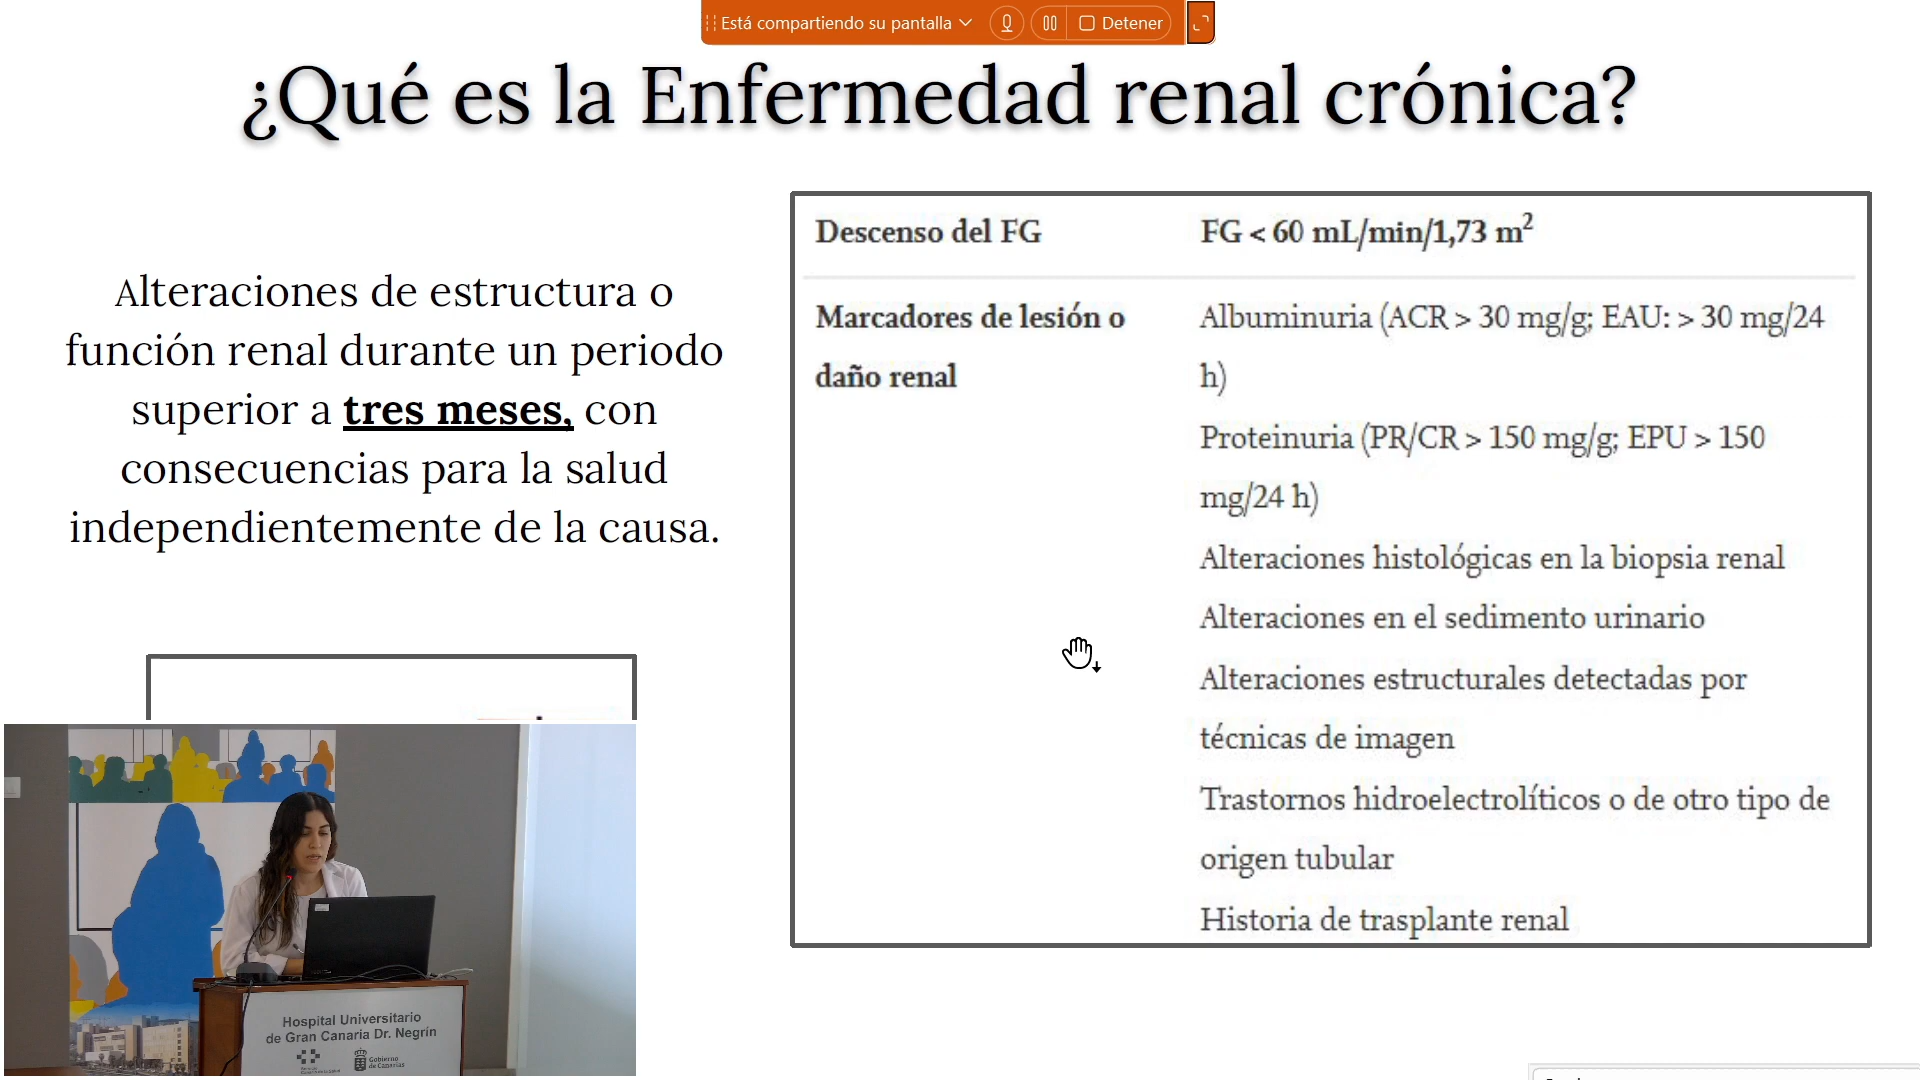 Está compartiendo su pantalla
Detener
¿Qué es la Enfermedad renal crónica?
Alteraciones de estructura o
función renal durante un periodo
superior a tres meses, con
consecuencias para la salud
independientemente de la causa.
Descenso del FG
FG < 60 mL/min/1,73 m²
Marcadores de lesión o
daño renal
Albuminuria (ACR > 30 mg/g; EAU: > 30 mg/24
h)
Proteinuria (PR/CR > 150 mg/g; EPU > 150
mg/24 h)
Alteraciones histológicas en la biopsia renal
Alteraciones en el sedimento urinario
Alteraciones estructurales detectadas por
técnicas de imagen
Trastornos hidroelectrolíticos o de otro tipo de
origen tubular
Historia de trasplante renal
Hospital Universitario
de Gran Canaria Dr. Negrín
Gobierno
de Canarias